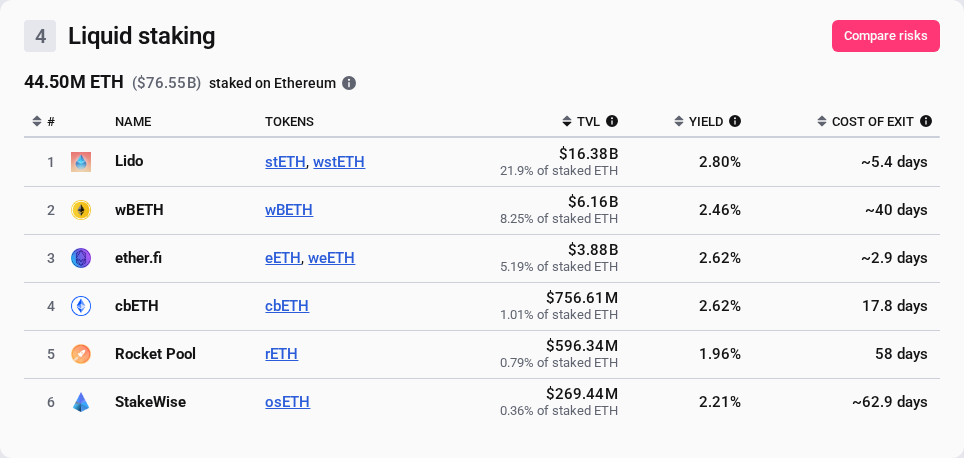 4 Liquid staking Compare risks
44.50M ETH ($76.55B) staked on Ethereum
# NAME TOKENS TVL YIELD COST OF EXIT
1 Lido stETH, wstETH $16.38B 2.80% ~5.4 days
21.9% of staked ETH
2 wBETH wBETH $6.16B 2.46% ~40 days
8.25% of staked ETH
3 ether.fi eETH, weETH $3.88B 2.62% ~2.9 days
5.19% of staked ETH
4 cbETH cbETH $756.61M 2.62% 17.8 days
1.01% of staked ETH
5 Rocket Pool rETH $596.34M 1.96% 58 days
0.79% of staked ETH
6 StakeWise osETH $269.44M 2.21% ~62.9 days
0.36% of staked ETH